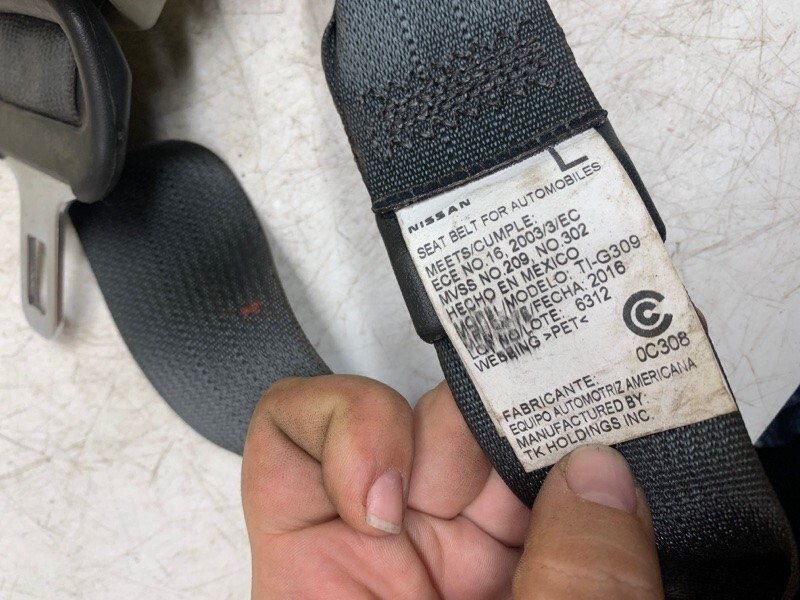 L
NISSAN
SEAT BELT FOR AUTOMOBILES
MEETS/CUMPLE:
ECE NO.16, 2003/3/EC
MVSS NO.209, NO.302
HECHO EN MEXICO
/MODELO: TI-G309
/FECHA: 2016
LOT NO/LOTE: 6312
WEBBING >PET<
C
0C308
FABRICANTE:
EQUIPO AUTOMOTRIZ AMERICANA
MANUFACTURED BY:
TK HOLDINGS INC.